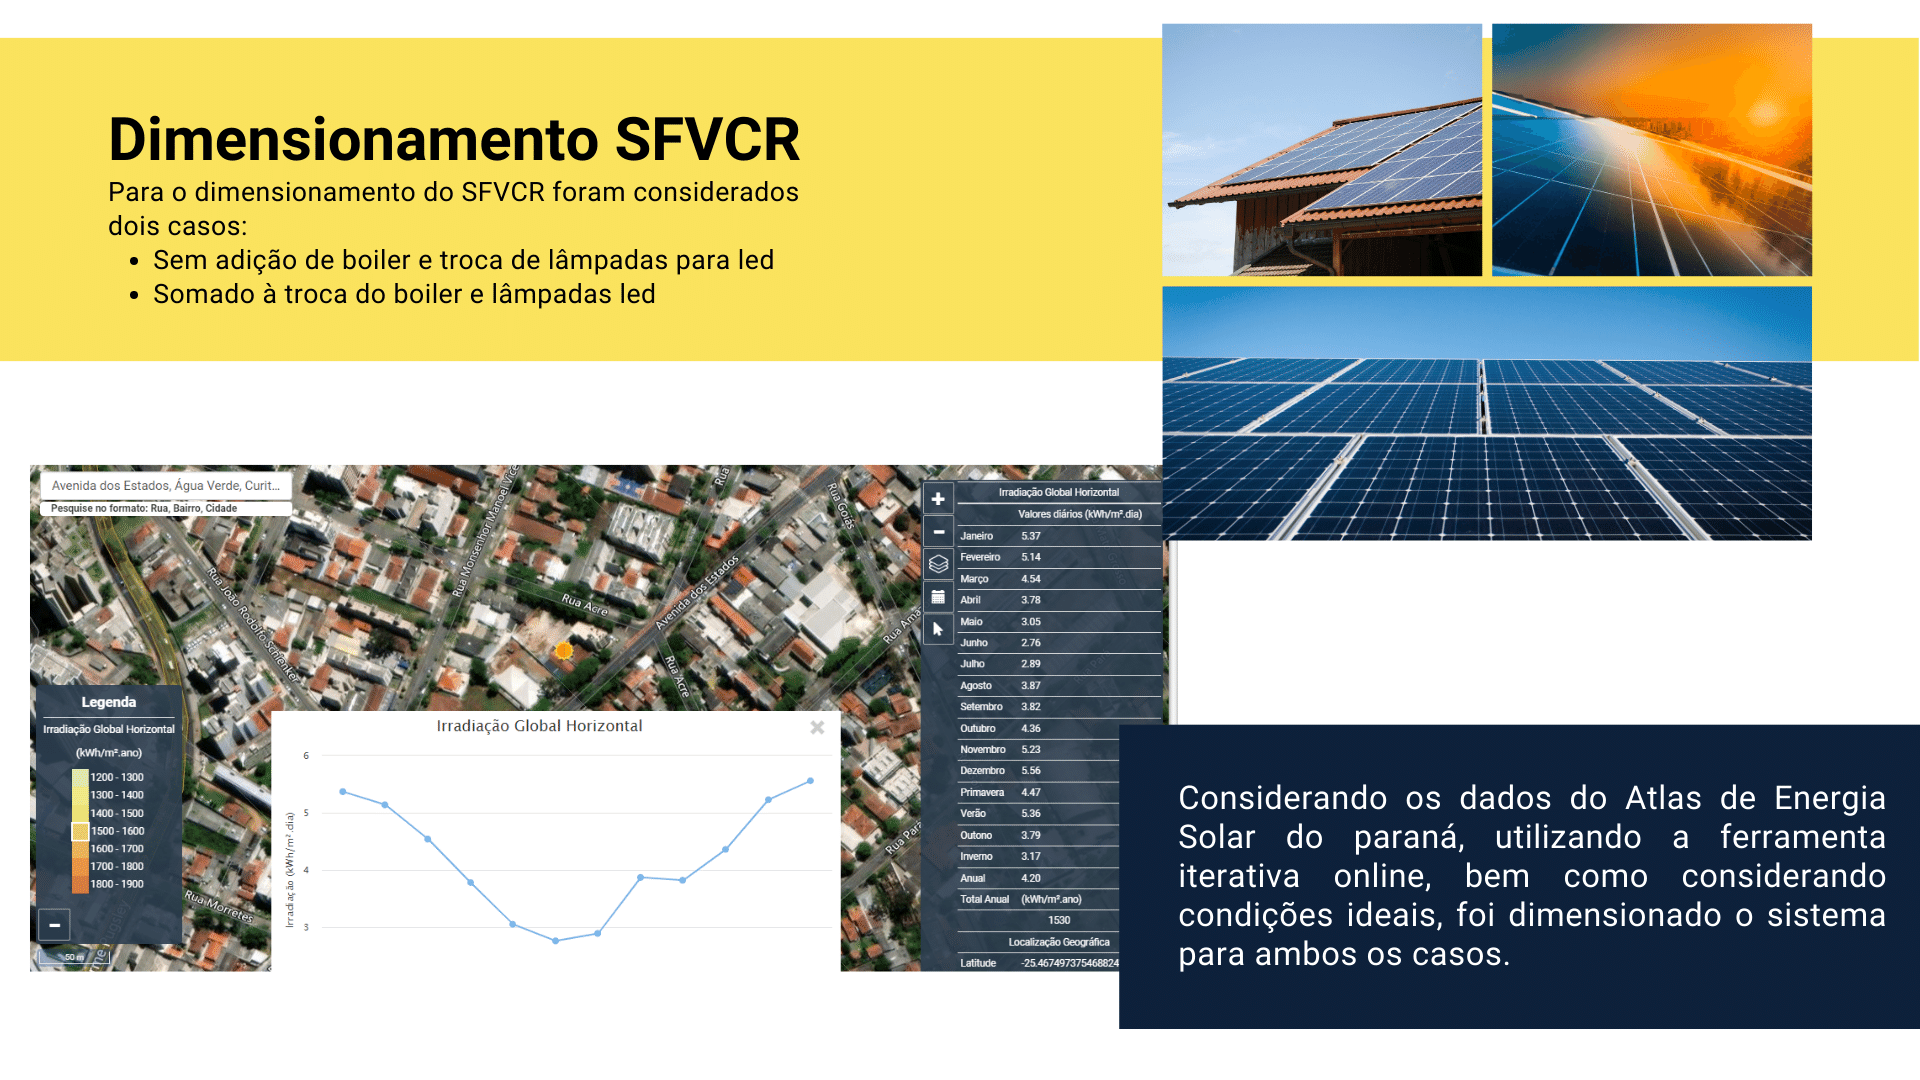 Dimensionamento SFVCR
Para o dimensionamento do SFVCR foram considerados
dois casos:
• Sem adição de boiler e troca de lâmpadas para led
• Somado à troca do boiler e lâmpadas led
Avenida dos Estados, Água Verde, Curit...
Pesquise no formato: Rua, Bairro, Cidade
Rua João Rodolfo Schlenker
Rua Monsenhor Manoel Vice
Rua Acre
Avenida dos Estados
Rua Acre
Rua
Rua Goiás
Rua Ama
Rua Pará
Rua Morretes
Legenda
Irradiação Global Horizontal
(kWh/m².ano)
1200 - 1300
1300 - 1400
1400 - 1500
1500 - 1600
1600 - 1700
1700 - 1800
1800 - 1900
50 m
Irradiação Global Horizontal
Irradiação (kWh/m².dia)
6
5
4
3
Irradiação Global Horizontal
Valores diários (kWh/m².dia)
Janeiro 5.37
Fevereiro 5.14
Março 4.54
Abril 3.78
Maio 3.05
Junho 2.76
Julho 2.89
Agosto 3.87
Setembro 3.82
Outubro 4.36
Novembro 5.23
Dezembro 5.56
Primavera 4.47
Verão 5.36
Outono 3.79
Inverno 3.17
Anual 4.20
Total Anual (kWh/m².ano)
1530
Localização Geográfica
Latitude -25.467497375468824
Considerando os dados do Atlas de Energia
Solar do paraná, utilizando a ferramenta
iterativa online, bem como considerando
condições ideais, foi dimensionado o sistema
para ambos os casos.